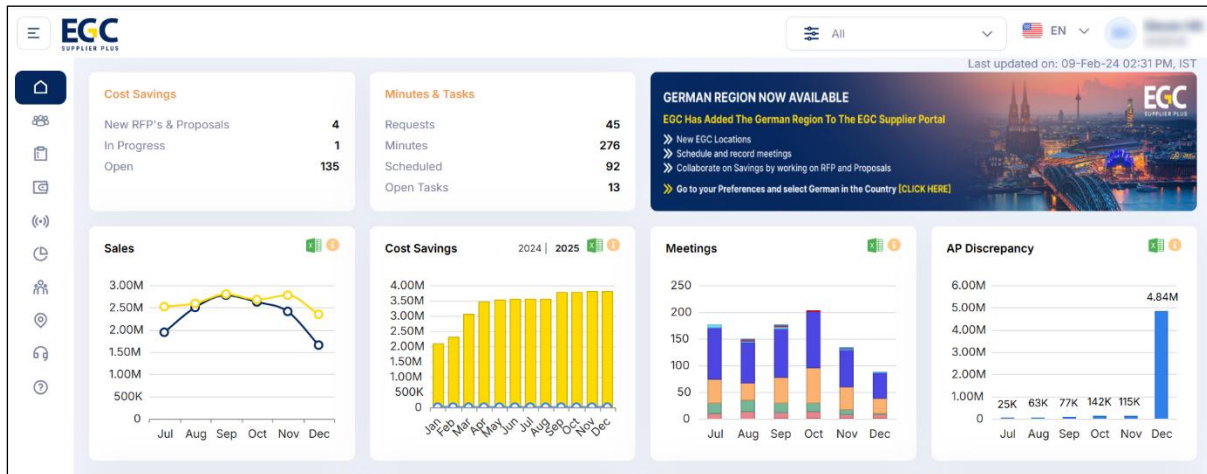 EGC
SUPPLIER PLUS
All
EN
Last updated on: 09-Feb-24 02:31 PM, IST
Cost Savings
New RFP's & Proposals 4
In Progress 1
Open 135
Minutes & Tasks
Requests 45
Minutes 276
Scheduled 92
Open Tasks 13
GERMAN REGION NOW AVAILABLE
EGC Has Added The German Region To The EGC Supplier Portal
New EGC Locations
Schedule and record meetings
Collaborate on Savings by working on RFP and Proposals
Go to your Preferences and select German in the Country [CLICK HERE]
EGC
SUPPLIER PLUS
Sales
3.00M
2.50M
2.00M
1.50M
1.00M
500K
0
Jul Aug Sep Oct Nov Dec
Cost Savings 2024 | 2025
4.00M
3.50M
3.00M
2.50M
2.00M
1.50M
1.00M
500K
0
Jan Feb Mar Apr May Jun Jul Aug Sep Oct Nov Dec
Meetings
250
200
150
100
50
0
Jul Aug Sep Oct Nov Dec
AP Discrepancy
6.00M
5.00M
4.00M
3.00M
2.00M
1.00M
0
25K 63K 77K 142K 115K 4.84M
Jul Aug Sep Oct Nov Dec